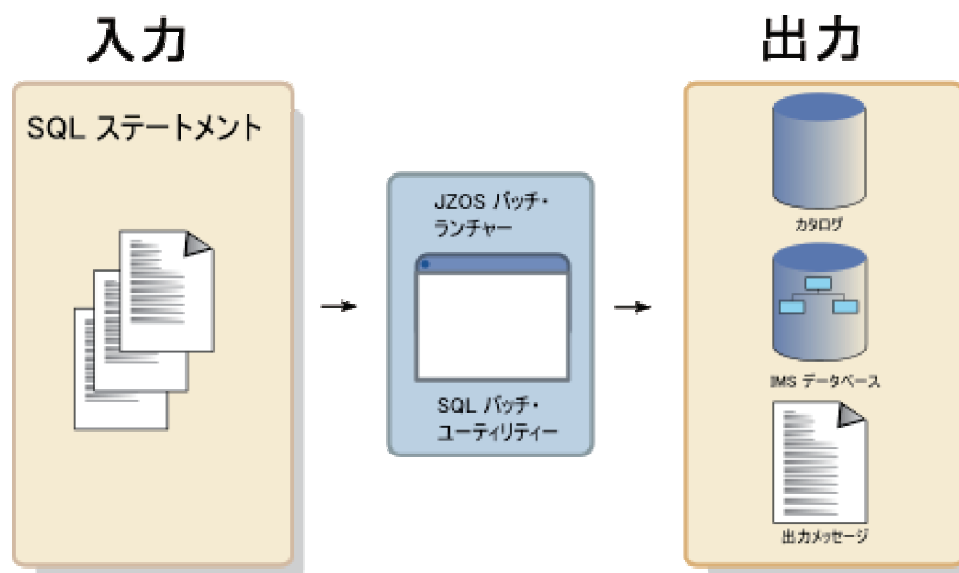 入力
SQL ステートメント
JZOS バッチ・
ランチャー
SQL バッチ・
ユーティリティー
出力
カタログ
IMS データベース
出力メッセージ